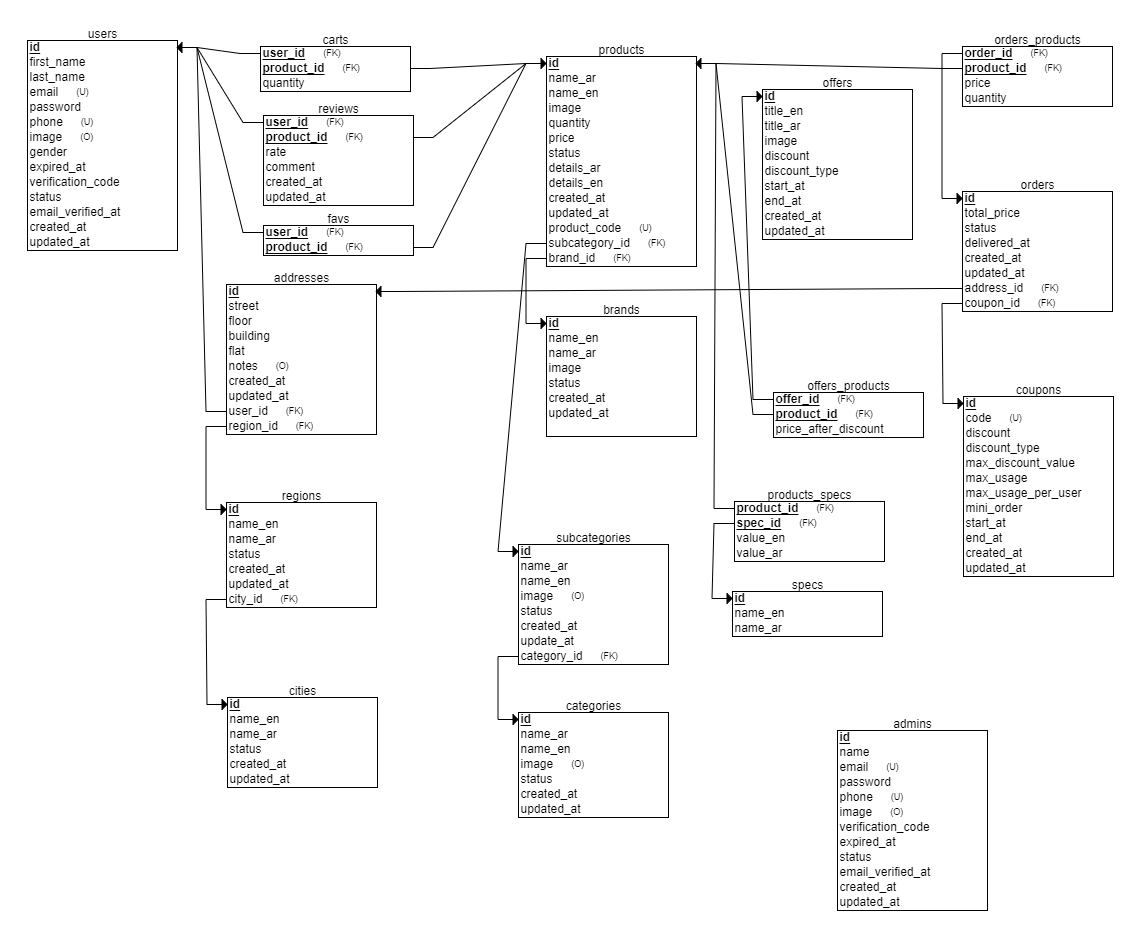 users
id
first_name
last_name
email (U)
password
phone (U)
image (O)
gender
expired_at
verification_code
status
email_verified_at
created_at
updated_at
carts
user_id (FK)
product_id (FK)
quantity
reviews
user_id (FK)
product_id (FK)
rate
comment
created_at
updated_at
favs
user_id (FK)
product_id (FK)
addresses
id
street
floor
building
flat
notes (O)
created_at
updated_at
user_id (FK)
region_id (FK)
regions
id
name_en
name_ar
status
created_at
updated_at
city_id (FK)
cities
id
name_en
name_ar
status
created_at
updated_at
products
id
name_ar
name_en
image
quantity
price
status
details_ar
details_en
created_at
updated_at
product_code (U)
subcategory_id (FK)
brand_id (FK)
brands
id
name_en
name_ar
image
status
created_at
updated_at
subcategories
id
name_ar
name_en
image (O)
status
created_at
update_at
category_id (FK)
categories
id
name_ar
name_en
image (O)
status
created_at
updated_at
offers
id
title_en
title_ar
image
discount
discount_type
start_at
end_at
created_at
updated_at
offers_products
offer_id (FK)
product_id (FK)
price_after_discount
products_specs
product_id (FK)
spec_id (FK)
value_en
value_ar
specs
id
name_en
name_ar
orders_products
order_id (FK)
product_id (FK)
price
quantity
orders
id
total_price
status
delivered_at
created_at
updated_at
address_id (FK)
coupon_id (FK)
coupons
id
code (U)
discount
discount_type
max_discount_value
max_usage
max_usage_per_user
mini_order
start_at
end_at
created_at
updated_at
admins
id
name
email (U)
password
phone (U)
image (O)
verification_code
expired_at
status
email_verified_at
created_at
updated_at